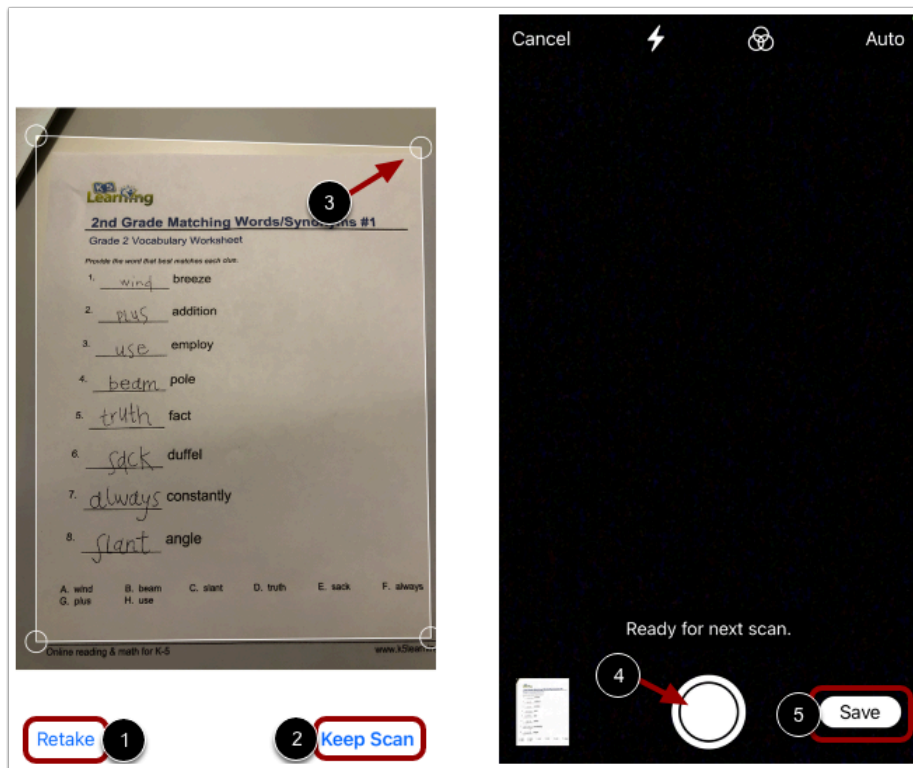 Cancel
Auto
K5
Learning
3
2nd Grade Matching Words/Synonyms #1
Grade 2 Vocabulary Worksheet
Provide the word that best matches each clue.
1. wind breeze
2. plus addition
3. use employ
4. beam pole
5. truth fact
6. sack duffel
7. always constantly
8. slant angle
A. wind B. beam C. slant D. truth E. sack F. always
G. plus H. use
Online reading & math for K-5 www.k5lear
Retake 1
2 Keep Scan
Ready for next scan.
4
5 Save